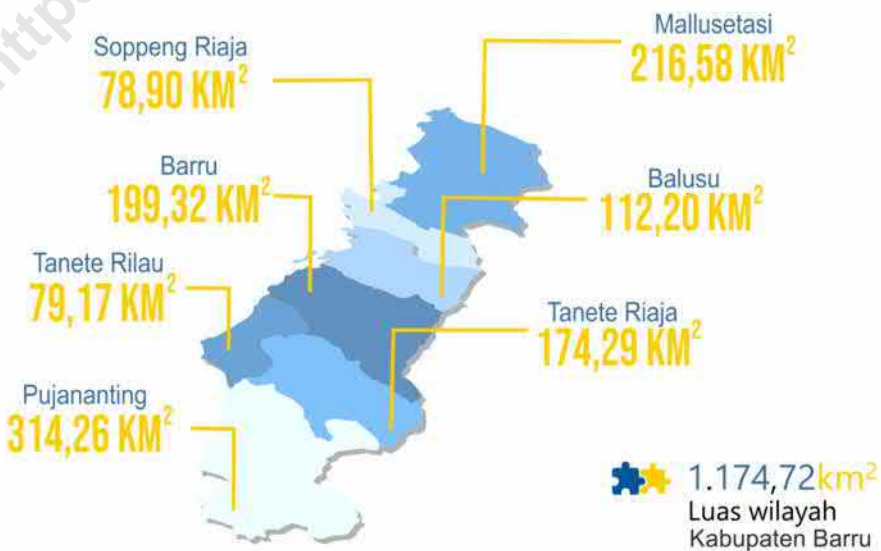 http
Soppeng Riaja
78,90 KM²
Mallusetasi
216,58 KM²
Barru
199,32 KM²
Balusu
112,20 KM²
Tanete Rilau
79,17 KM²
Tanete Riaja
174,29 KM²
Pujananting
314,26 KM²
1.174,72km²
Luas wilayah
Kabupaten Barru